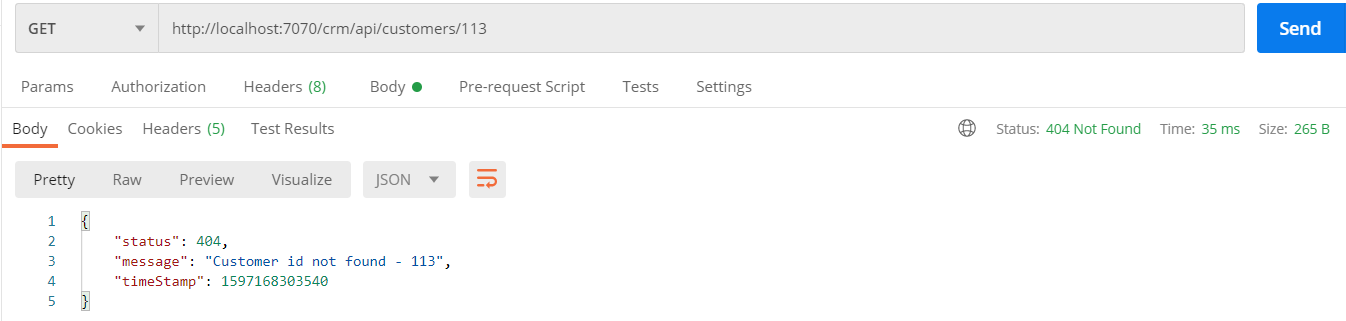 GET http://localhost:7070/crm/api/customers/113 Send
Params Authorization Headers (8) Body Pre-request Script Tests Settings
Body Cookies Headers (5) Test Results Status: 404 Not Found Time: 35 ms Size: 265 B
Pretty Raw Preview Visualize JSON
1 {
2 "status": 404,
3 "message": "Customer id not found - 113",
4 "timeStamp": 1597168303540
5 }